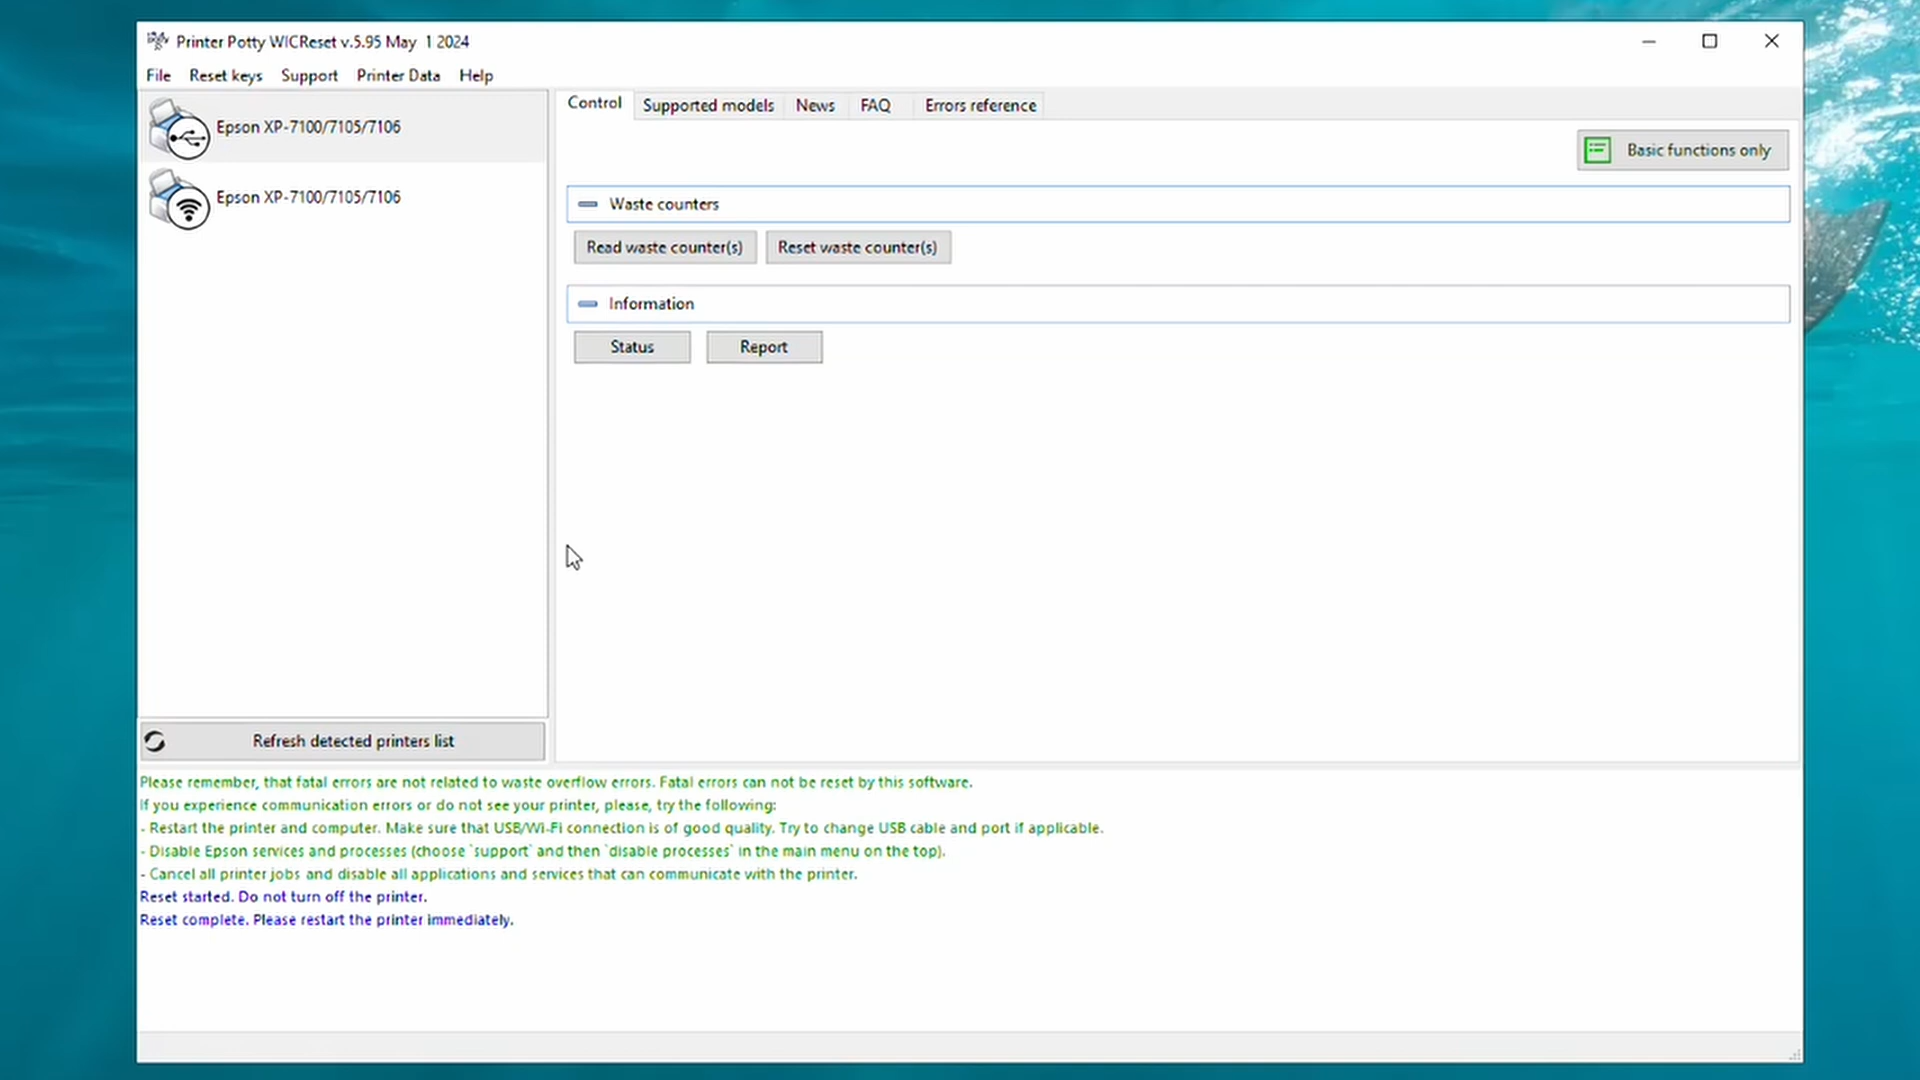 Printer Potty WICReset v.5.95 May  1 2024
File Reset keys Support Printer Data Help
Epson XP-7100/7105/7106
Epson XP-7100/7105/7106
Refresh detected printers list
Control Supported models News FAQ Errors reference
Basic functions only
Waste counters
Read waste counter(s) Reset waste counter(s)
Information
Status Report
Please remember, that fatal errors are not related to waste overflow errors. Fatal errors can not be reset by this software.
If you experience communication errors or do not see your printer, please, try the following:
- Restart the printer and computer. Make sure that USB/Wi-Fi connection is of good quality. Try to change USB cable and port if applicable.
- Disable Epson services and processes (choose `support` and then `disable processes` in the main menu on the top).
- Cancel all printer jobs and disable all applications and services that can communicate with the printer.
Reset started. Do not turn off the printer.
Reset complete. Please restart the printer immediately.